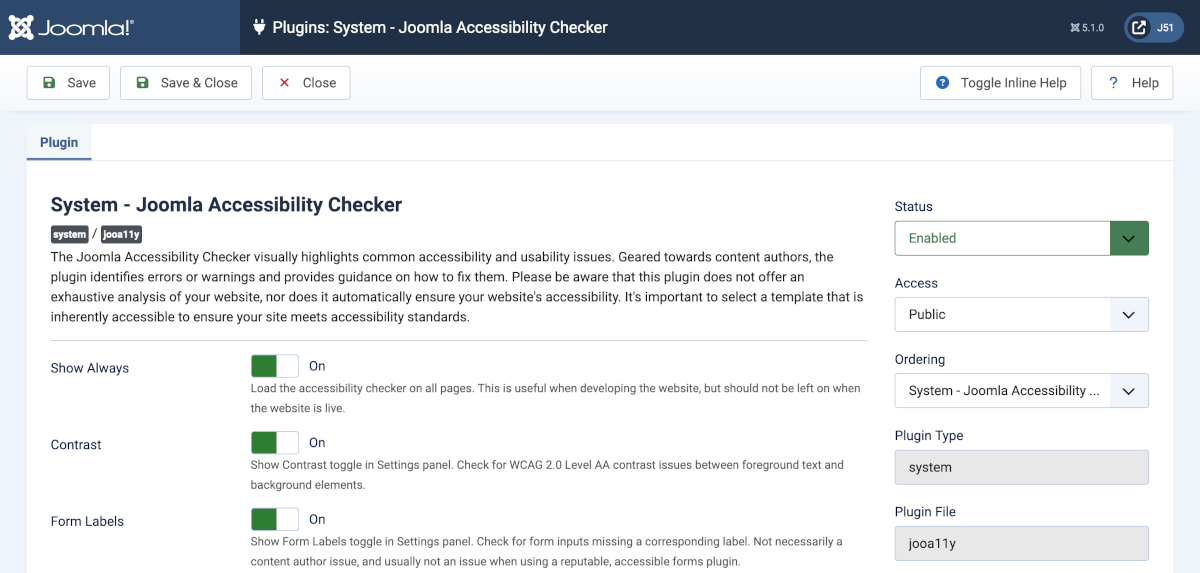 Joomla!®
Plugins: System - Joomla Accessibility Checker
5.1.0
J51
Save
Save & Close
Close
Toggle Inline Help
Help
Plugin
System - Joomla Accessibility Checker
system / jooa11y
The Joomla Accessibility Checker visually highlights common accessibility and usability issues. Geared towards content authors, the
plugin identifies errors or warnings and provides guidance on how to fix them. Please be aware that this plugin does not offer an
exhaustive analysis of your website, nor does it automatically ensure your website's accessibility. It's important to select a template that is
inherently accessible to ensure your site meets accessibility standards.
Show Always
On
Load the accessibility checker on all pages. This is useful when developing the website, but should not be left on when
the website is live.
Contrast
On
Show Contrast toggle in Settings panel. Check for WCAG 2.0 Level AA contrast issues between foreground text and
background elements.
Form Labels
On
Show Form Labels toggle in Settings panel. Check for form inputs missing a corresponding label. Not necessarily a
content author issue, and usually not an issue when using a reputable, accessible forms plugin.
Status
Enabled
Access
Public
Ordering
System - Joomla Accessibility ...
Plugin Type
system
Plugin File
jooa11y